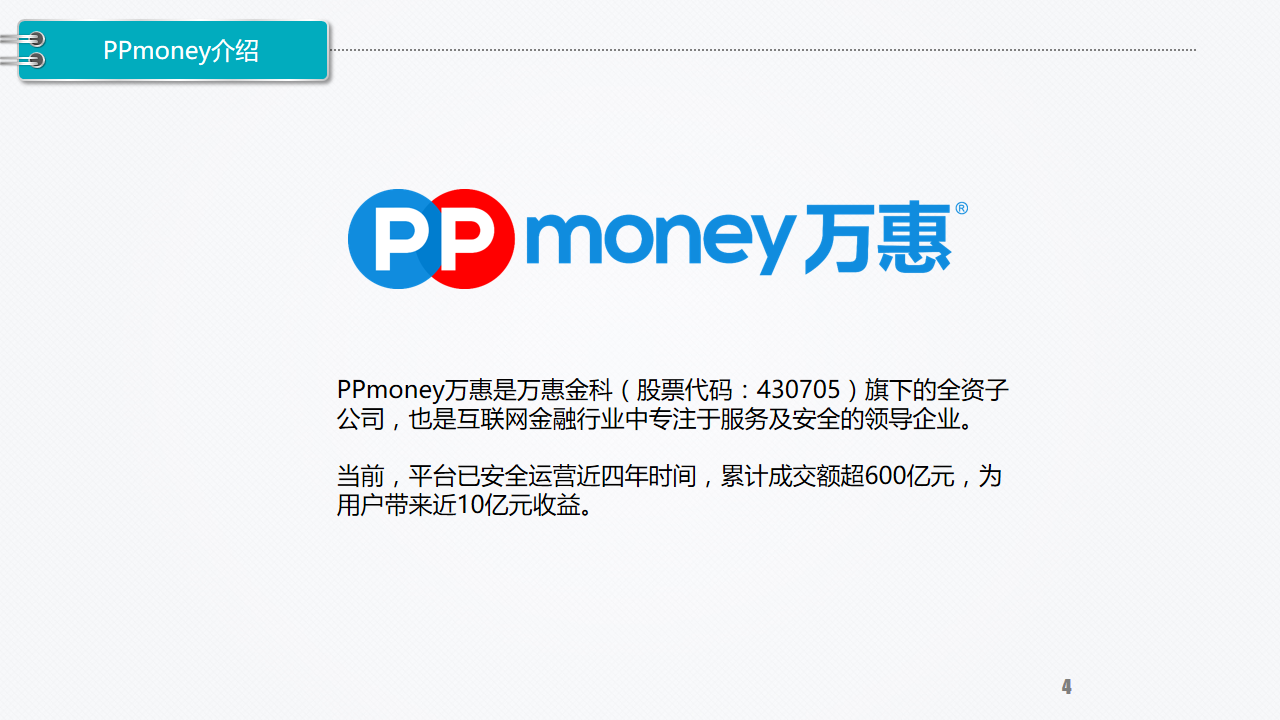 PPmoney介绍
PPmoney万惠®
PPmoney万惠是万惠金科（股票代码：430705）旗下的全资子
公司，也是互联网金融行业中专注于服务及安全的领导企业。
当前，平台已安全运营近四年时间，累计成交额超600亿元，为
用户带来近10亿元收益。
4